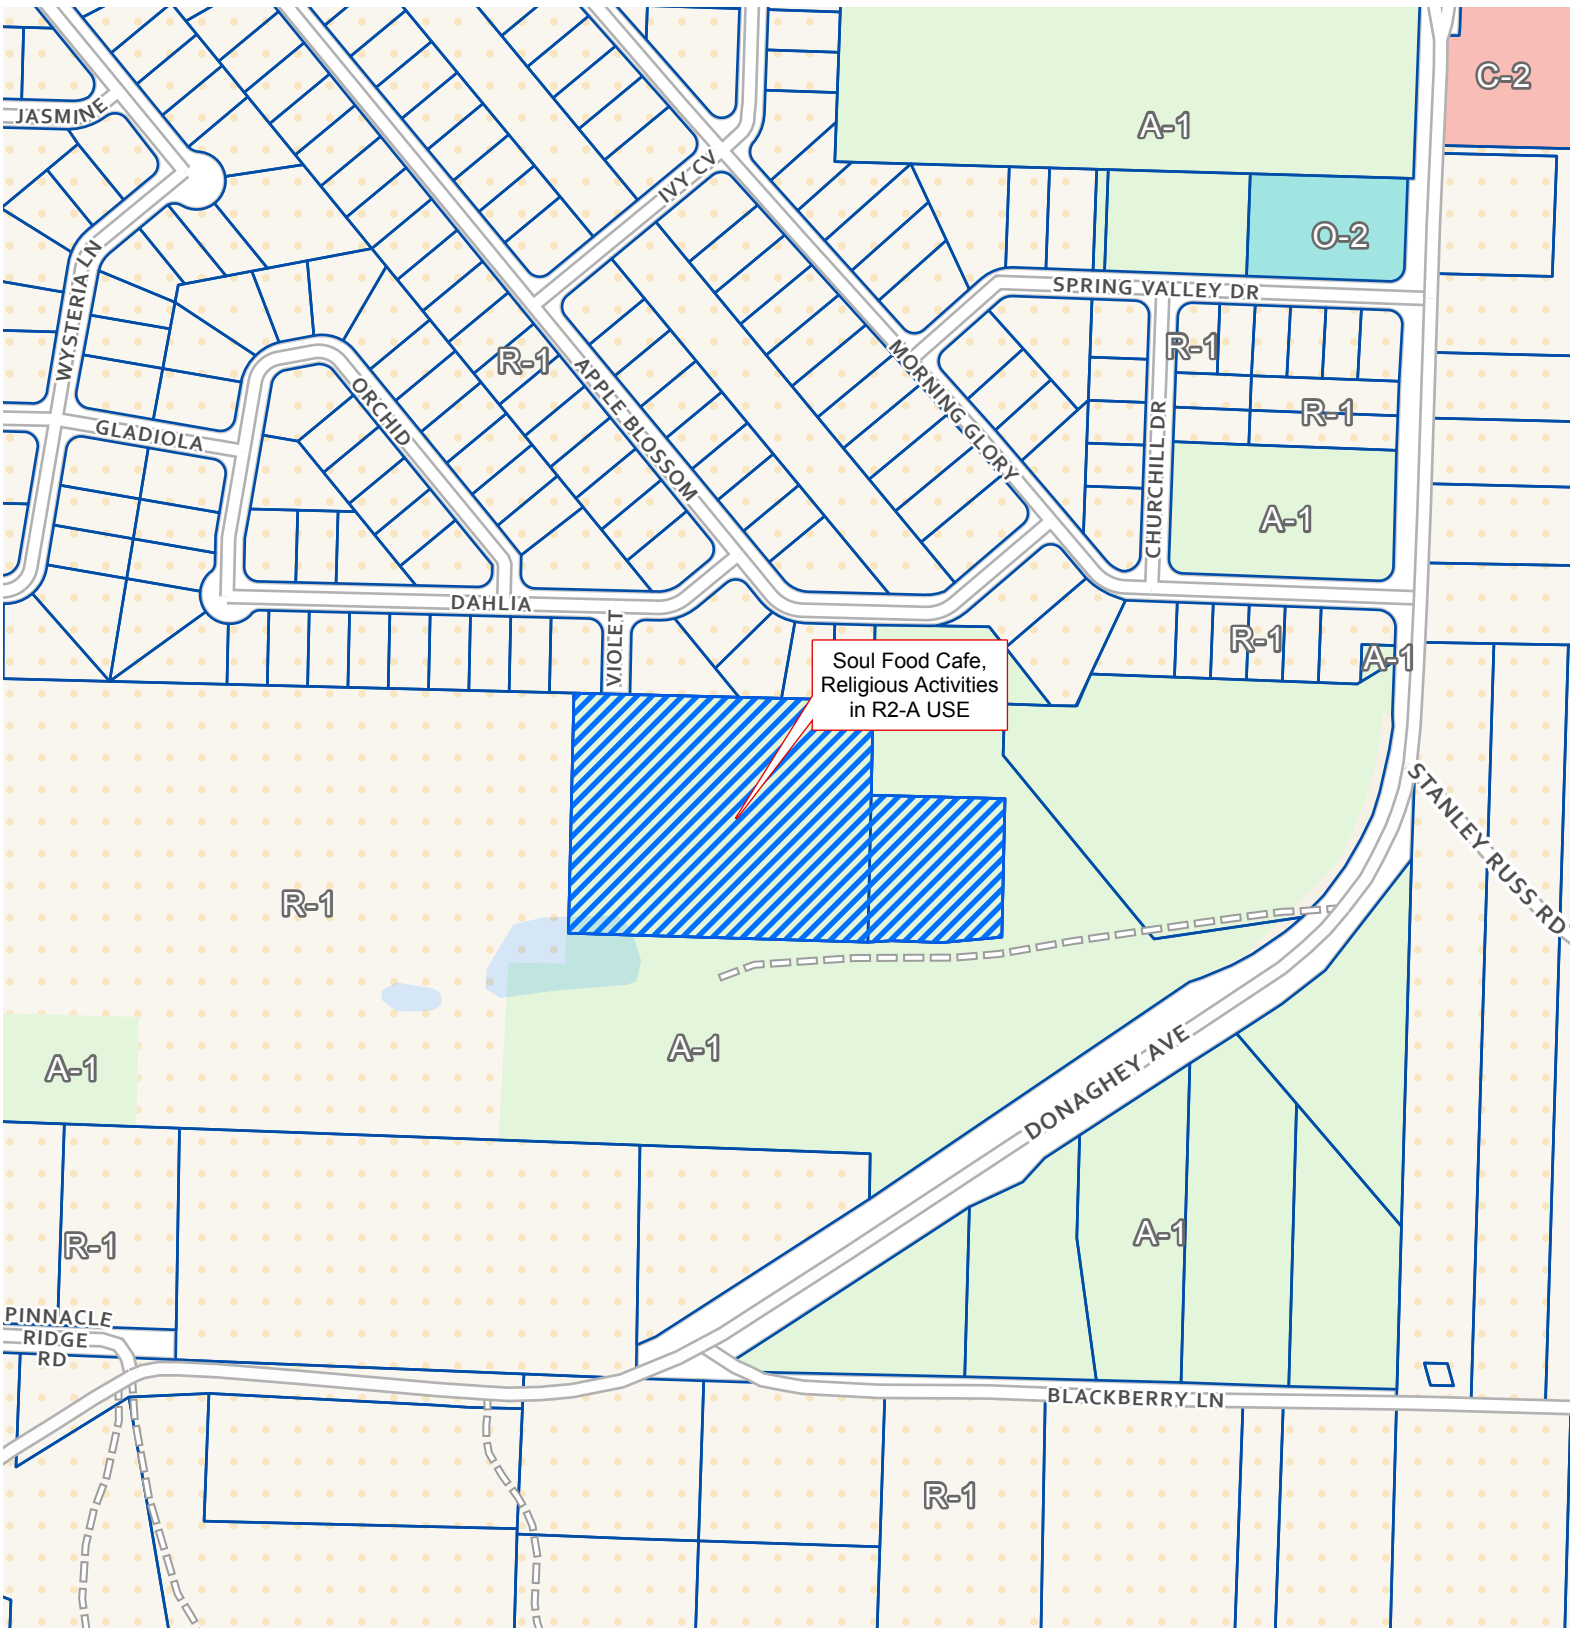 C-2
JASMINE
A-1
IVY CV
O-2
WYSTERIA LN
SPRING VALLEY DR
R-1
R-1
MORNING GLORY
APPLE BLOSSOM
ORCHID
R-1
GLADIOLA
CHURCHILL DR
A-1
DAHLIA
VIOLET
R-1
A-1
Soul Food Cafe,
Religious Activities
in R2-A USE
STANLEY RUSS RD
R-1
A-1
A-1
DONAGHEY AVE
A-1
R-1
PINNACLE
RIDGE
RD
BLACKBERRY LN
R-1